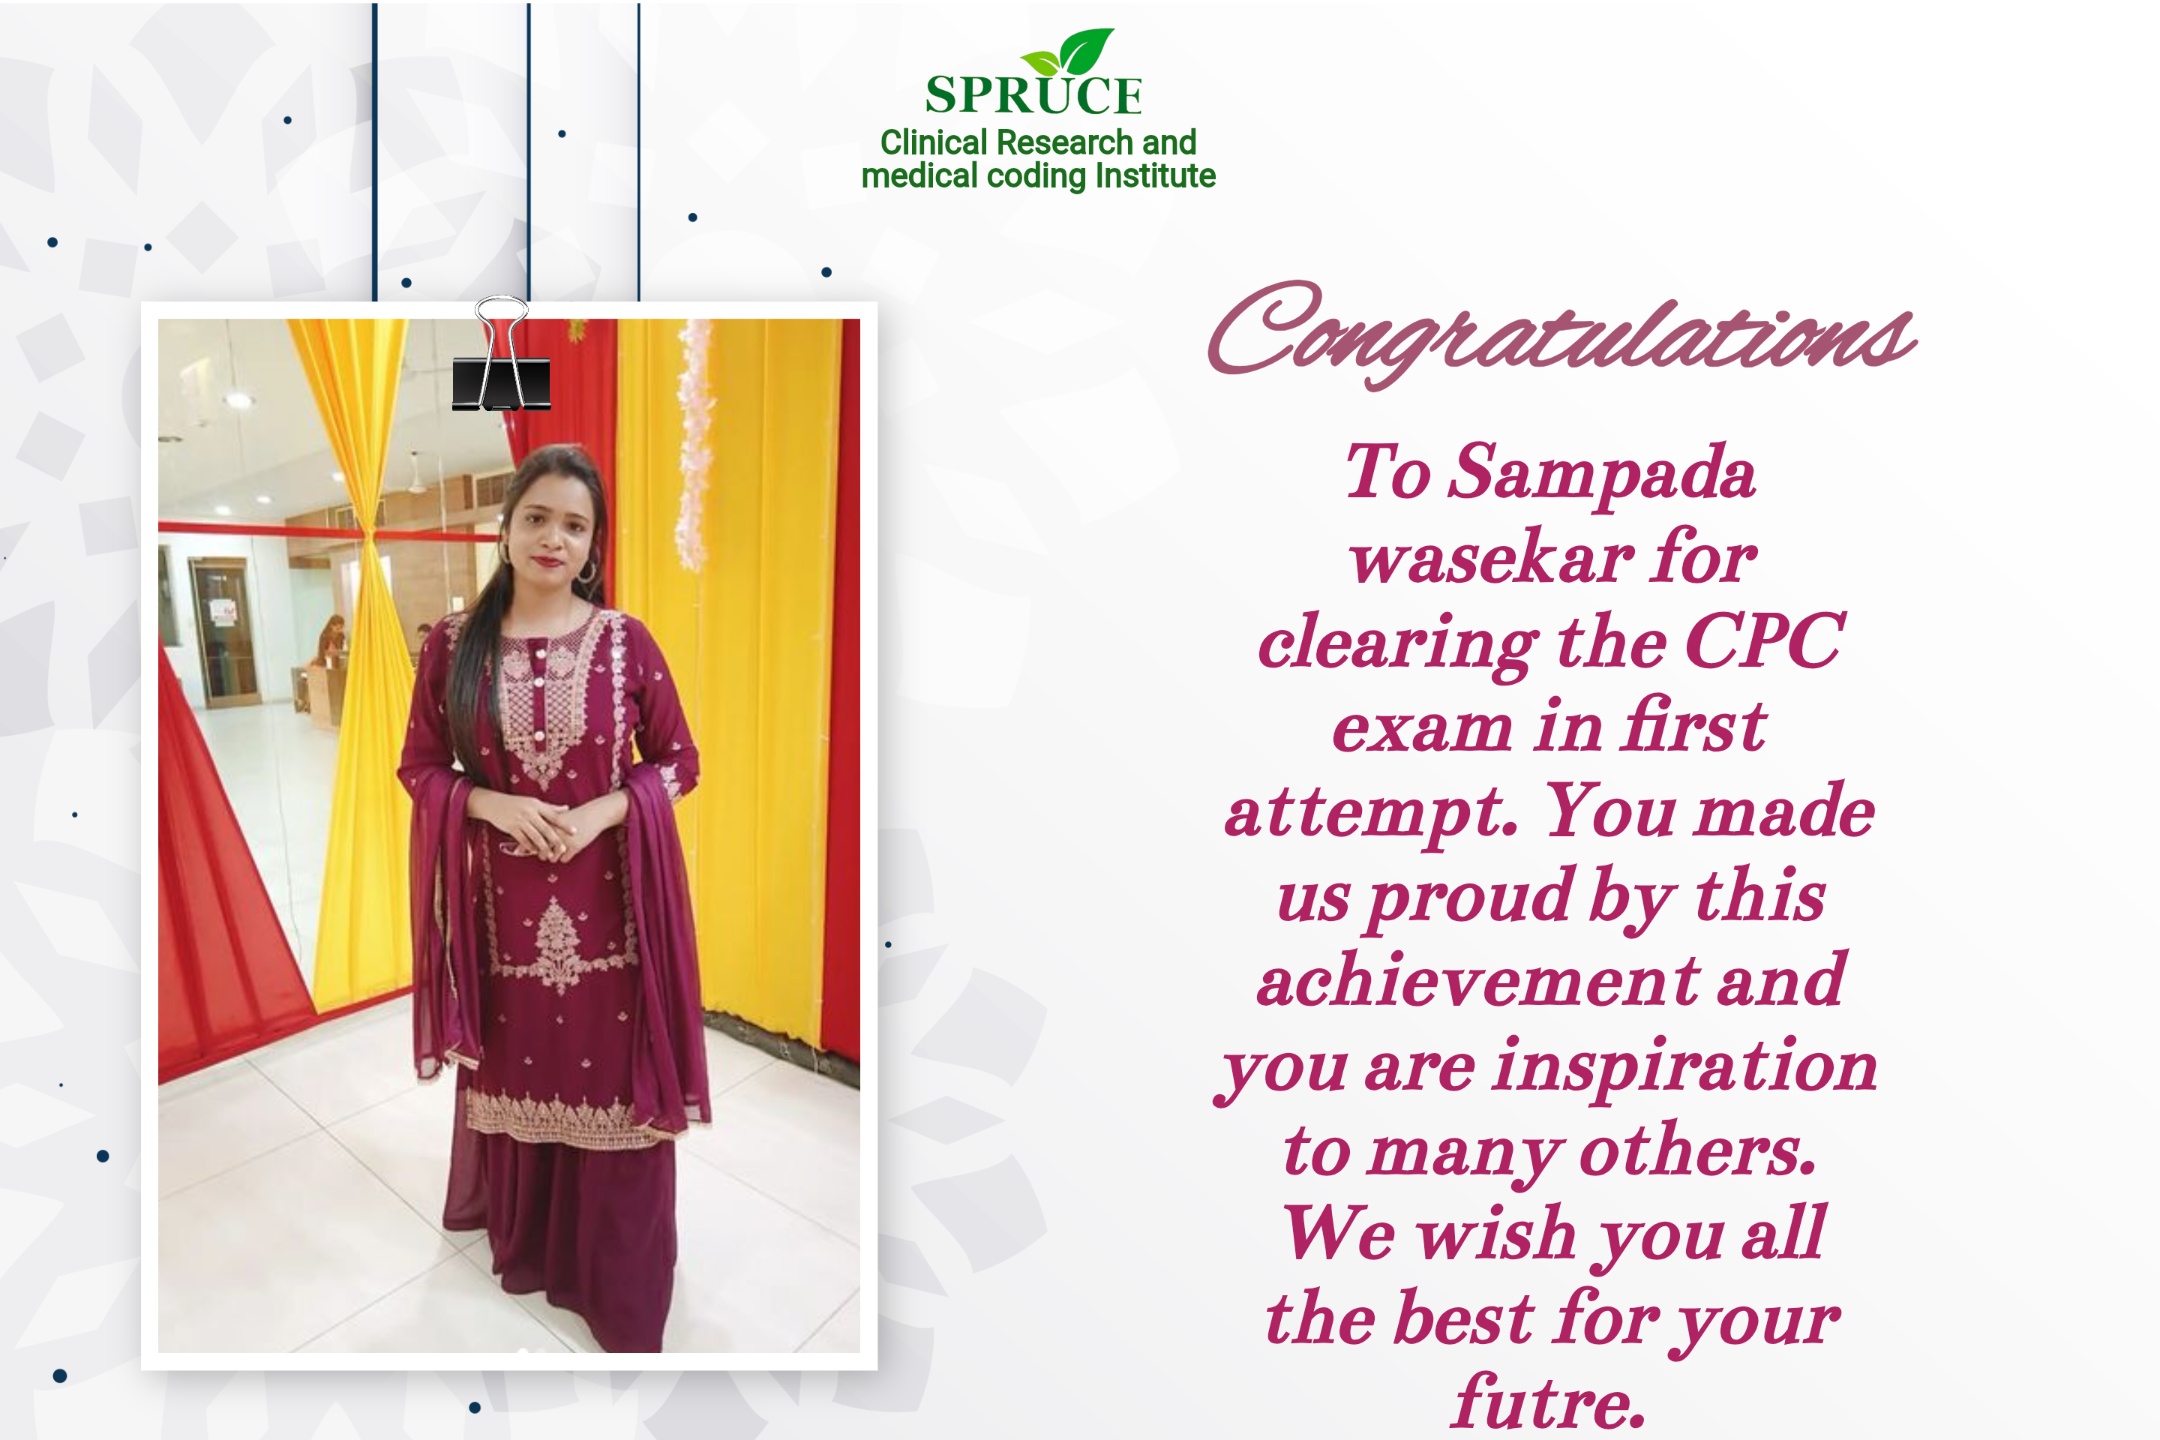 SPRUCE
Clinical Research and
medical coding Institute
Congratulations
To Sampada
wasekar for
clearing the CPC
exam in first
attempt. You made
us proud by this
achievement and
you are inspiration
to many others.
We wish you all
the best for your
futre.